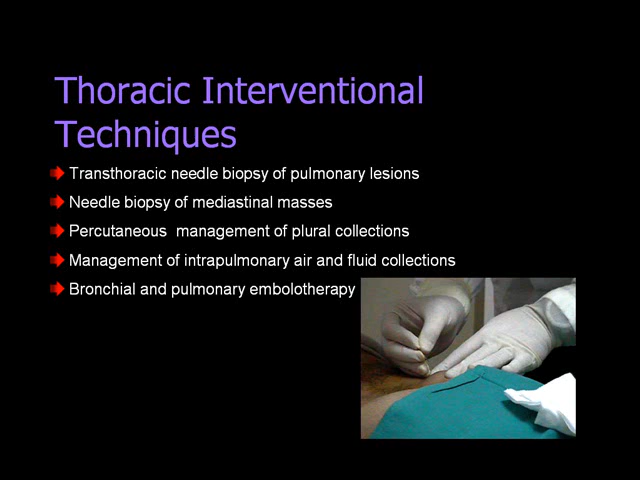 Thoracic Interventional
Techniques
Transthoracic needle biopsy of pulmonary lesions
Needle biopsy of mediastinal masses
Percutaneous  management of plural collections
Management of intrapulmonary air and fluid collections
Bronchial and pulmonary embolotherapy